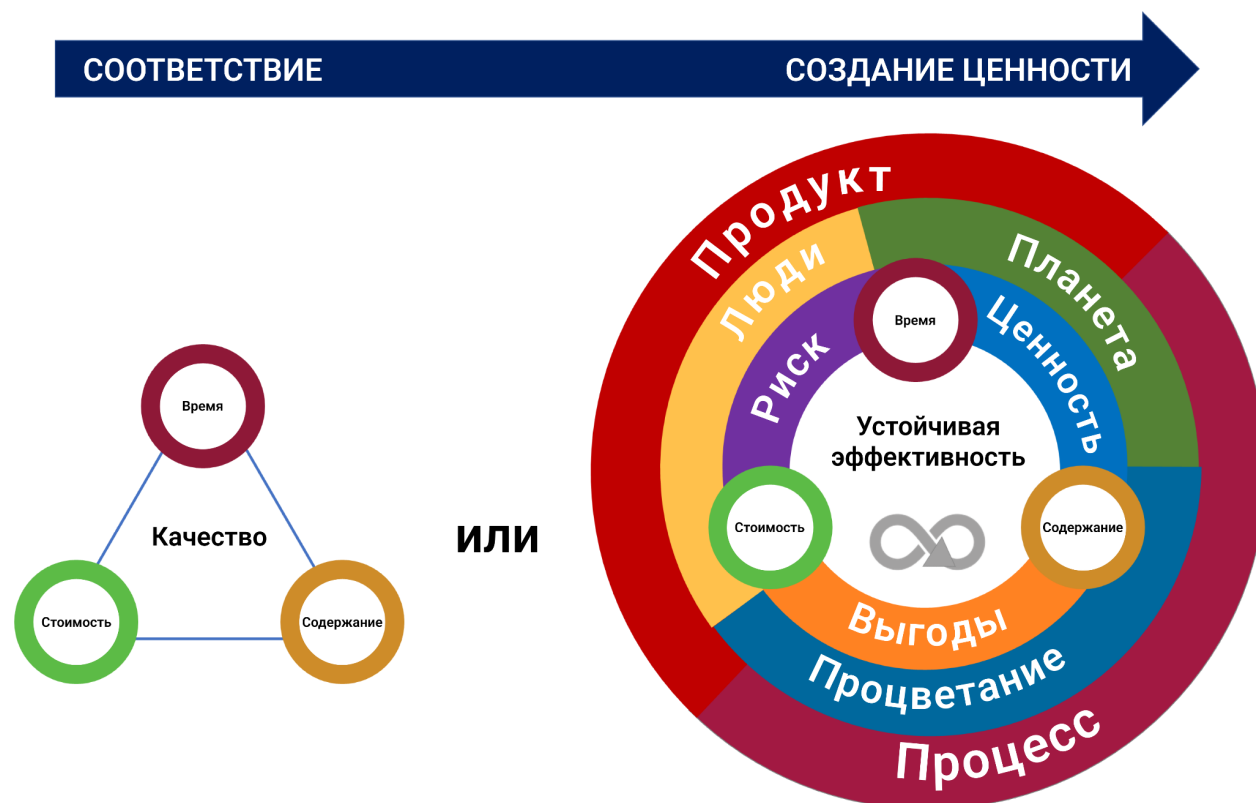 СООТВЕТСТВИЕ
СОЗДАНИЕ ЦЕННОСТИ
Время
Качество
Стоимость
Содержание
или
Продукт
Люди
Планета
Риск
Время
Ценность
Устойчивая
эффективность
Стоимость
Содержание
Выгоды
Процветание
Процесс